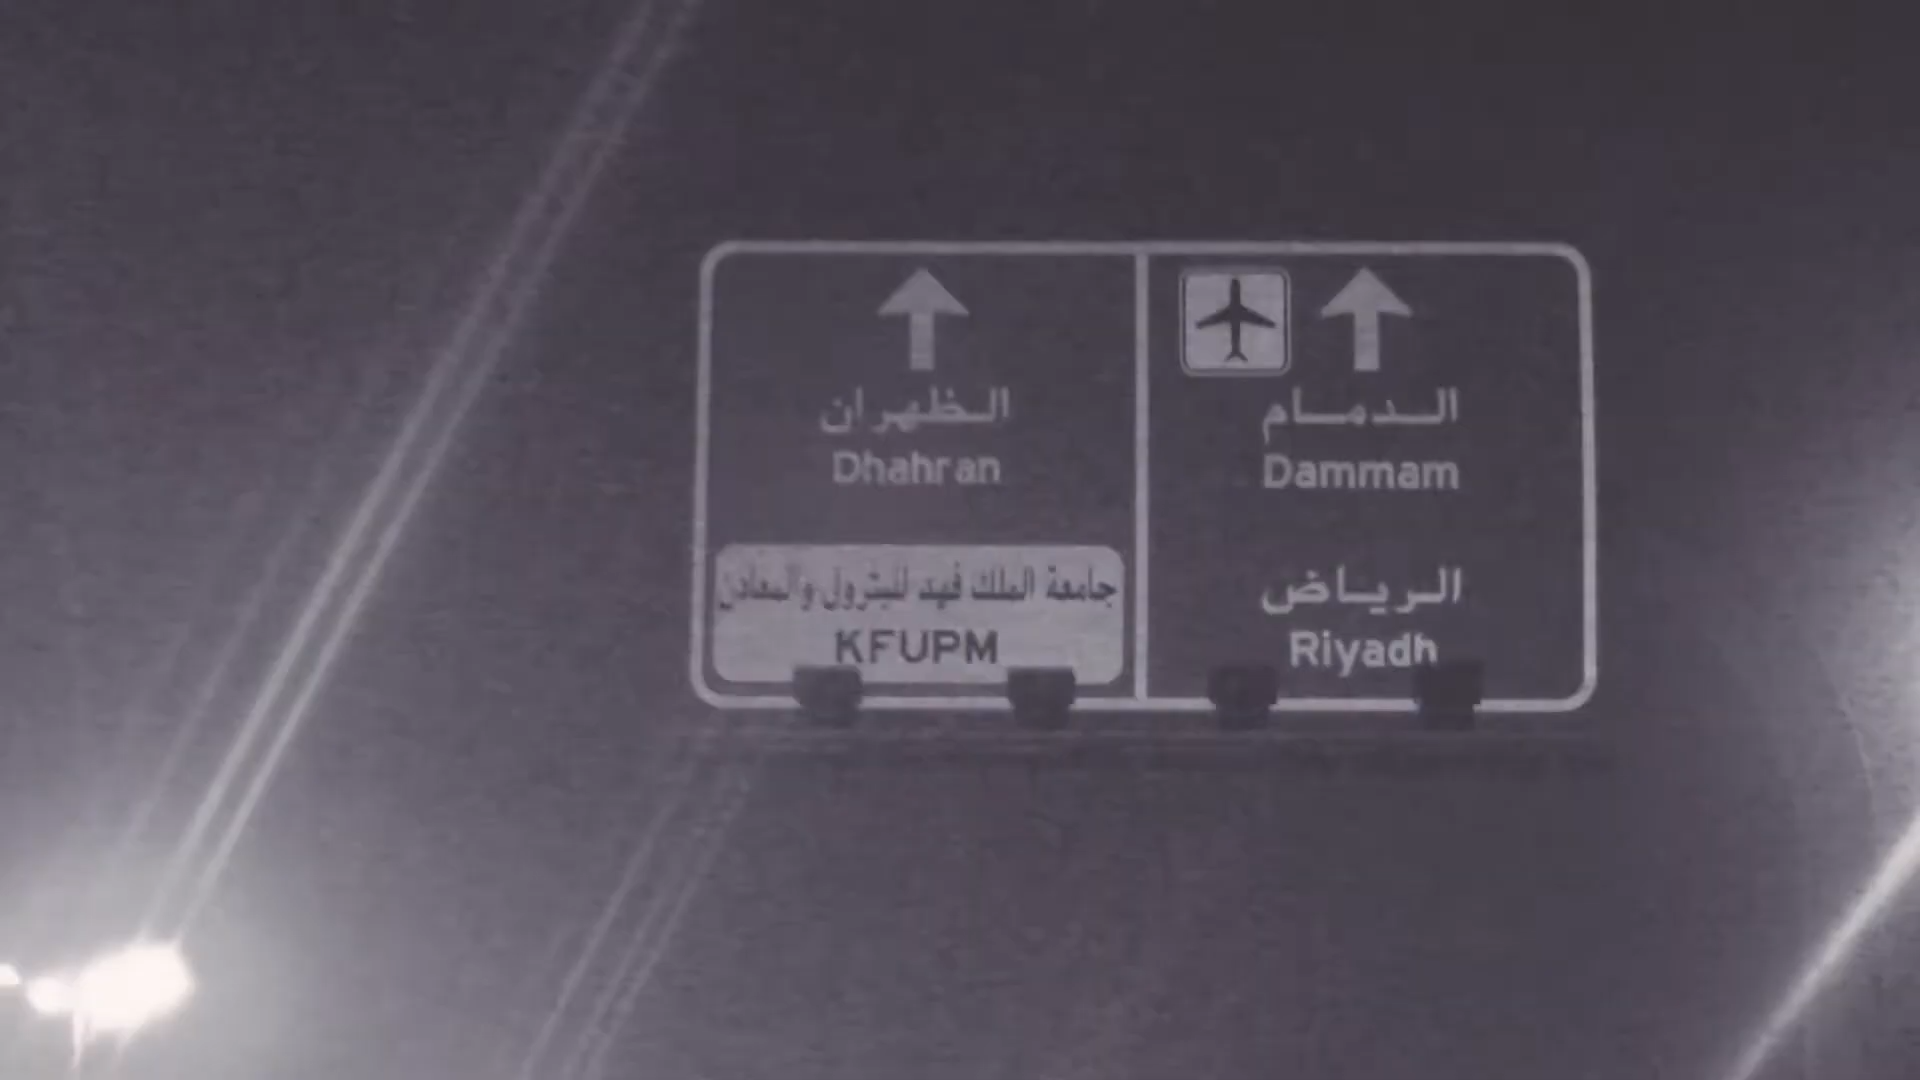 الظهران
Dhahran
جامعة الملك فهد للبترول والمعادن
KFUPM
الدمام
Dammam
الرياض
Riyadh